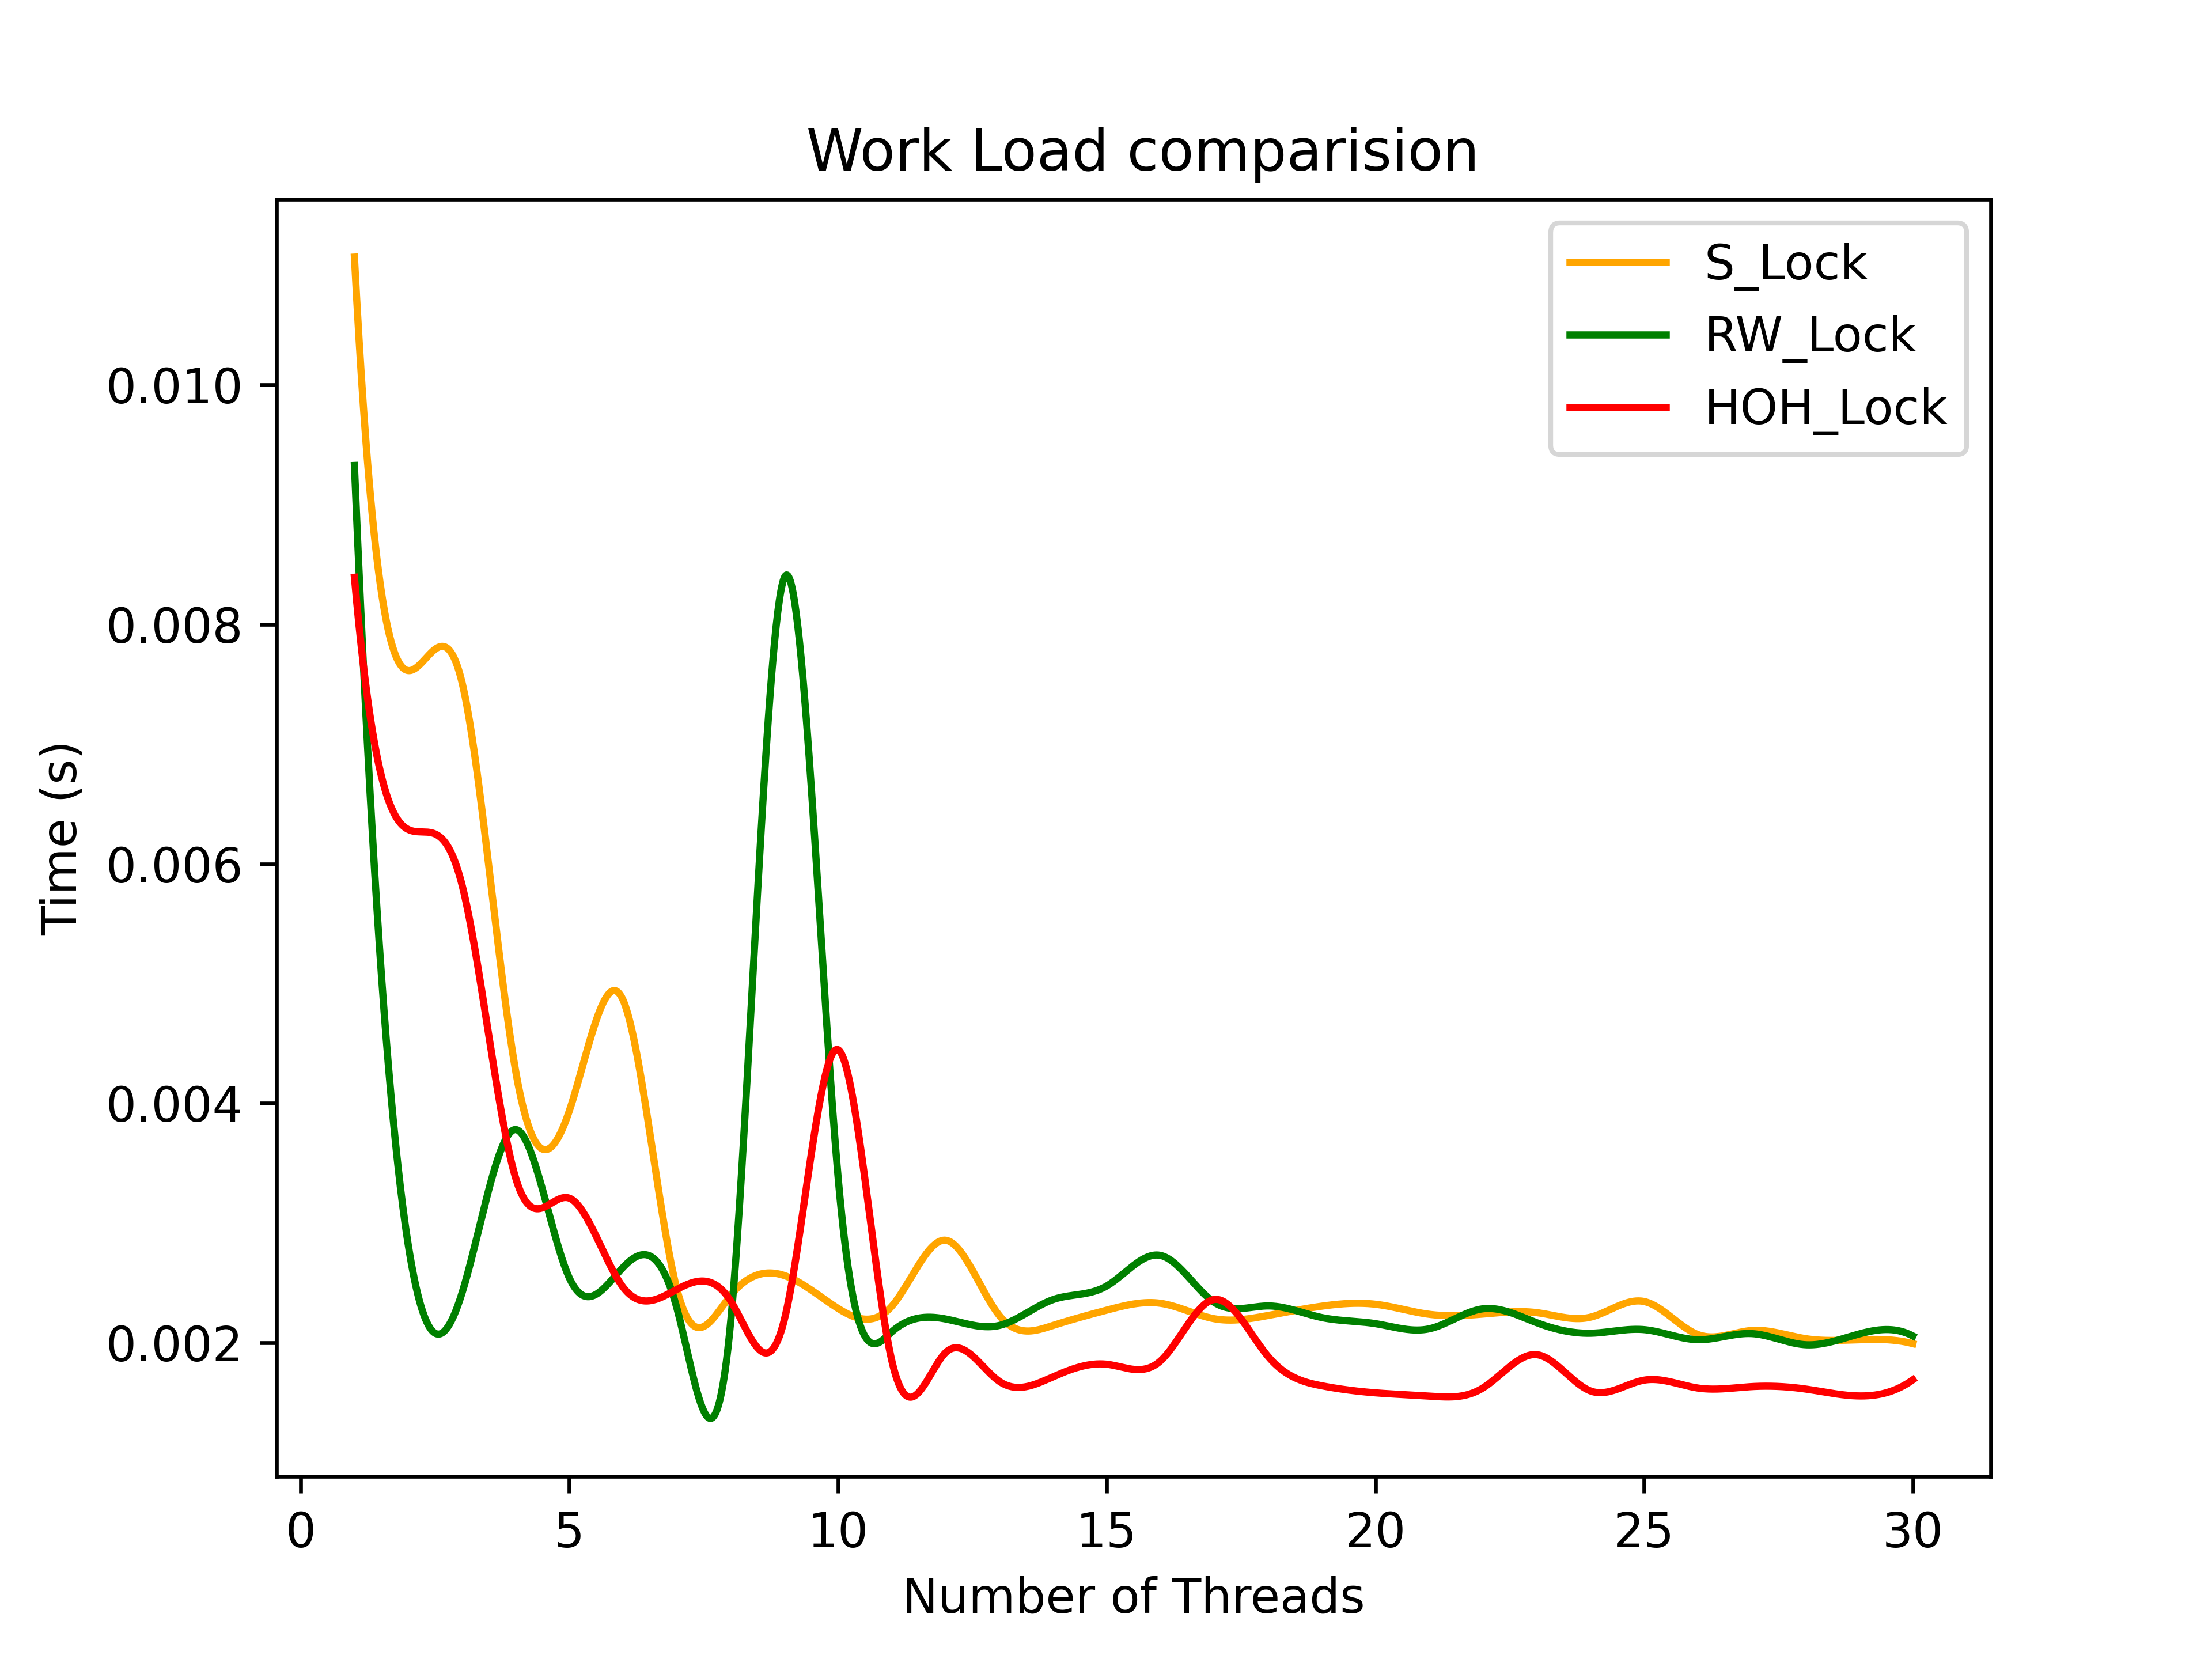 Work Load comparision
S_Lock
RW_Lock
HOH_Lock
0.010
0.008
0.006
0.004
0.002
Time (s)
0 5 10 15 20 25 30
Number of Threads